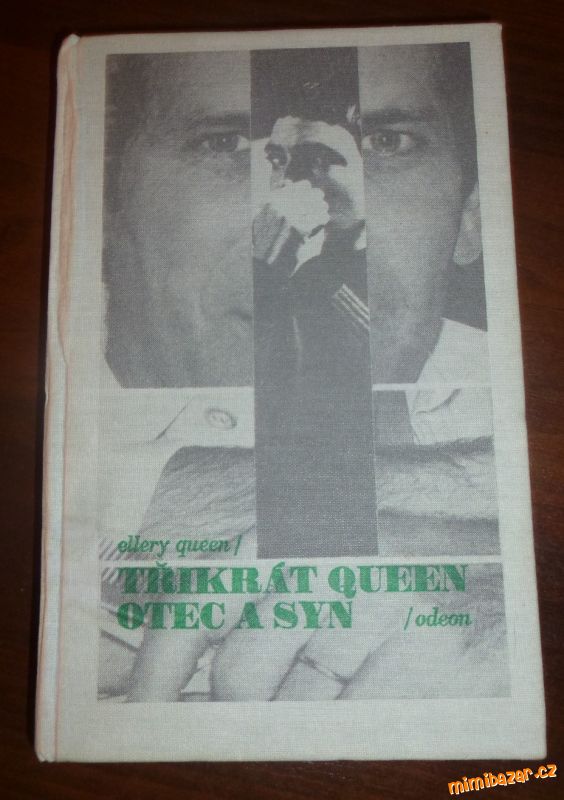 ellery queen/
TŘIKRÁT QUEEN
OTEC A SYN /odeon
mimibazar.cz